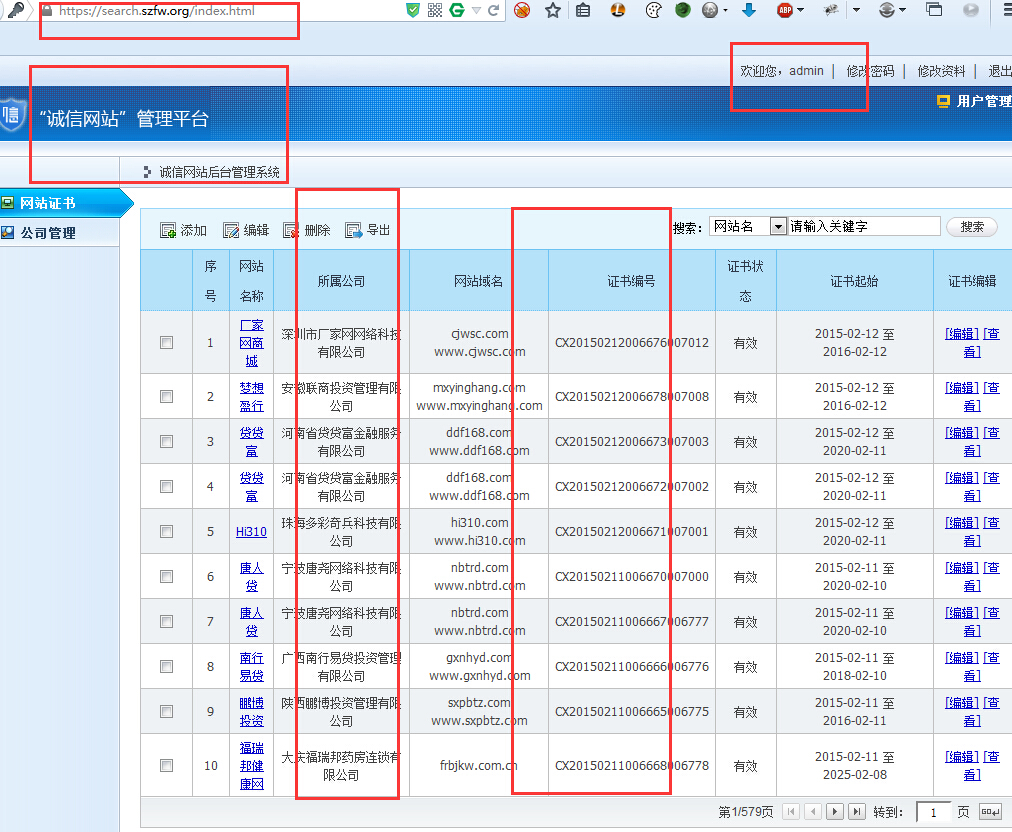 https://search.szfw.org/index.html
ABP
欢迎您，admin | 修改密码 | 修改资料 | 退出
信 “诚信网站”管理平台
用户管理
诚信网站后台管理系统
网站证书
公司管理
添加 编辑 删除 导出 搜索： 网站名 请输入关键字 搜索
序号 网站名称 所属公司 网站域名 证书编号 证书状态 证书起始 证书编辑
1 厂家网商城 深圳市厂家网网络科技有限公司 cjwsc.com www.cjwsc.com CX20150212006676007012 有效 2015-02-12 至 2016-02-12 [编辑] [查看]
2 梦想盈行 安徽联商投资管理有限公司 mxyinghang.com www.mxyinghang.com CX20150212006678007008 有效 2015-02-12 至 2016-02-12 [编辑] [查看]
3 贷贷富 河南省贷贷富金融服务有限公司 ddf168.com www.ddf168.com CX20150212006673007003 有效 2015-02-12 至 2020-02-11 [编辑] [查看]
4 贷贷富 河南省贷贷富金融服务有限公司 ddf168.com www.ddf168.com CX20150212006672007002 有效 2015-02-12 至 2020-02-11 [编辑] [查看]
5 Hi310 珠海多彩奇兵科技有限公司 hi310.com www.hi310.com CX20150212006671007001 有效 2015-02-12 至 2020-02-11 [编辑] [查看]
6 唐人贷 宁波唐尧网络科技有限公司 nbtrd.com www.nbtrd.com CX20150211006670007000 有效 2015-02-11 至 2020-02-10 [编辑] [查看]
7 唐人贷 宁波唐尧网络科技有限公司 nbtrd.com www.nbtrd.com CX20150211006667006777 有效 2015-02-11 至 2020-02-10 [编辑] [查看]
8 南行易贷 广西南行易贷投资管理有限公司 gxnhyd.com www.gxnhyd.com CX20150211006666006776 有效 2015-02-11 至 2018-02-10 [编辑] [查看]
9 鹏博投资 陕西鹏博投资管理有限公司 sxpbtz.com www.sxpbtz.com CX20150211006665006775 有效 2015-02-11 至 2016-02-11 [编辑] [查看]
10 福瑞邦健康网 大庆福瑞邦药房连锁有限公司 frbjkw.com.cn CX20150211006668006778 有效 2015-02-11 至 2025-02-08 [编辑] [查看]
第1/579页 转到： 1 页 GO